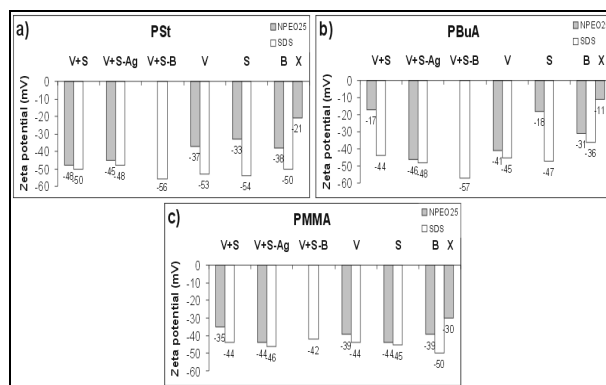 a)
PSt
NPEO25
SDS
V+S V+S-Ag V+S-B V S B X
Zeta potential (mV)
0
-10
-20
-30
-40
-50
-60
-48 -50 -45 -48 -56 -37 -53 -33 -54 -38 -50 -21
b)
PBuA
NPEO25
SDS
V+S V+S-Ag V+S-B V S B X
Zeta potential (mV)
0
-10
-20
-30
-40
-50
-60
-17 -44 -46 -48 -57 -41 -45 -18 -47 -31 -36 -11
c)
PMMA
NPEO25
SDS
V+S V+S-Ag V+S-B V S B X
Zeta potential (mV)
0
-10
-20
-30
-40
-50
-60
-35 -44 -44 -46 -42 -39 -44 -44 -45 -39 -50 -30